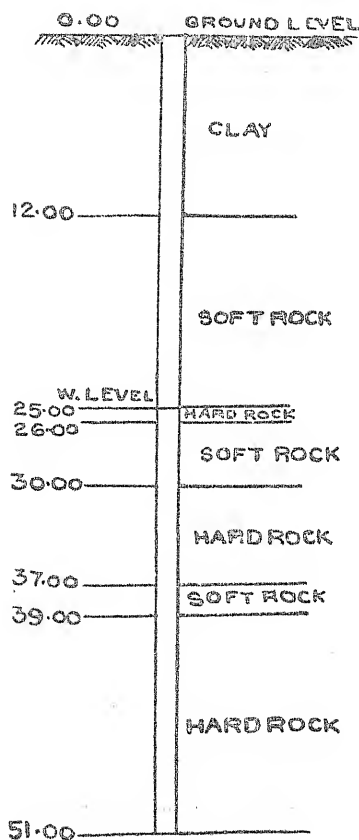 0.00 GROUND LEVEL
CLAY
12.00
SOFT ROCK
W. LEVEL
25.00 HARD ROCK
26.00
SOFT ROCK
30.00
HARD ROCK
37.00
SOFT ROCK
39.00
HARD ROCK
51.00